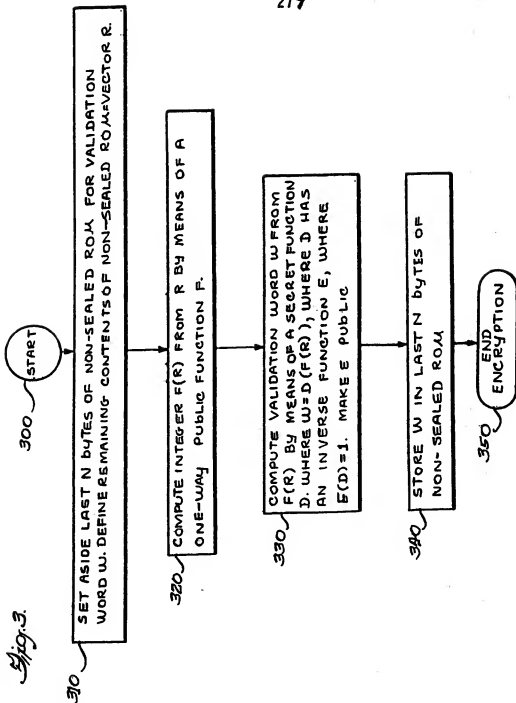 2/4
Fig. 3.
300
START
310
SET ASIDE LAST N BYTES OF NON-SEALED ROM FOR VALIDATION
WORD W. DEFINE REMAINING CONTENTS OF NON-SEALED ROM=VECTOR R.
320
COMPUTE INTEGER F(R) FROM R BY MEANS OF A
ONE-WAY PUBLIC FUNCTION F.
330
COMPUTE VALIDATION WORD W FROM
F(R) BY MEANS OF A SECRET FUNCTION
D. WHERE W=D(F(R)), WHERE D HAS
AN INVERSE FUNCTION E, WHERE
E(D)=1. MAKE E PUBLIC
340
STORE W IN LAST N BYTES OF
NON-SEALED ROM
350
END
ENCRYPTION